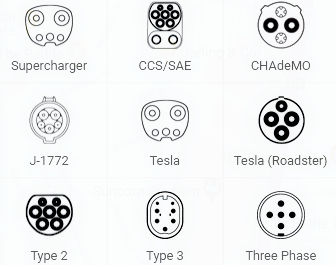 Supercharger
CCS/SAE
CHAdeMO
J-1772
Tesla
Tesla (Roadster)
Type 2
Type 3
Three Phase